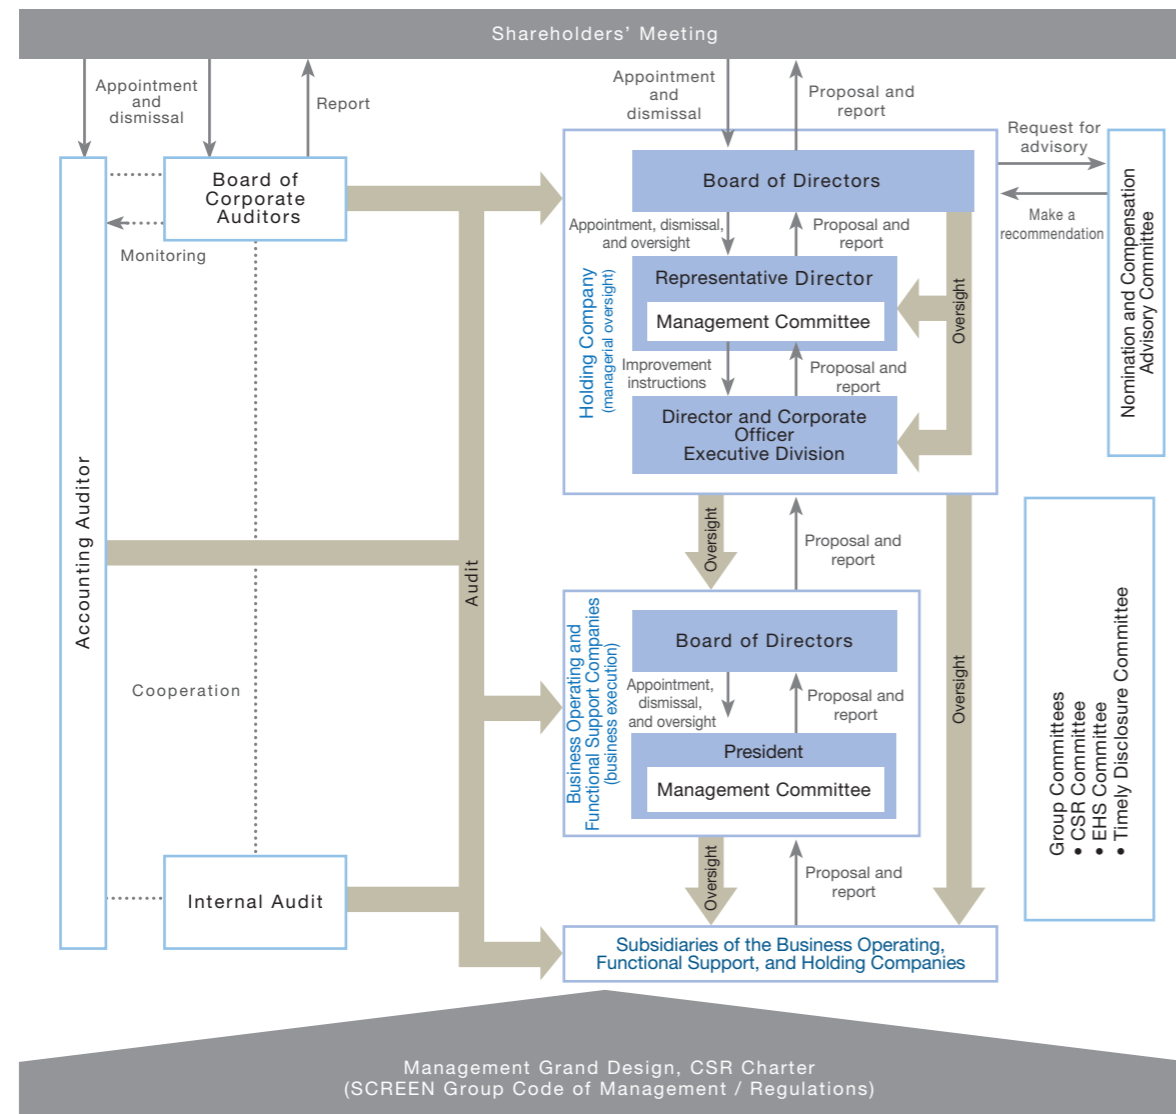 Shareholders' Meeting
Appointment
and
dismissal
Report
Appointment
and
dismissal
Proposal and
report
Request for
advisory
Make a
recommendation
Nomination and Compensation
Advisory Committee
Board of
Corporate
Auditors
Monitoring
Accounting Auditor
Cooperation
Internal Audit
Audit
Holding Company
(managerial oversight)
Board of Directors
Appointment, dismissal,
and oversight
Proposal and
report
Representative Director
Management Committee
Improvement
instructions
Proposal and
report
Director and Corporate
Officer
Executive Division
Oversight
Oversight
Proposal and
report
Business Operating and
Functional Support Companies
(business execution)
Board of Directors
Appointment,
dismissal,
and oversight
Proposal and
report
President
Management Committee
Oversight
Proposal and
report
Oversight
Group Committees
• CSR Committee
• EHS Committee
• Timely Disclosure Committee
Subsidiaries of the Business Operating,
Functional Support, and Holding Companies
Management Grand Design, CSR Charter
(SCREEN Group Code of Management / Regulations)